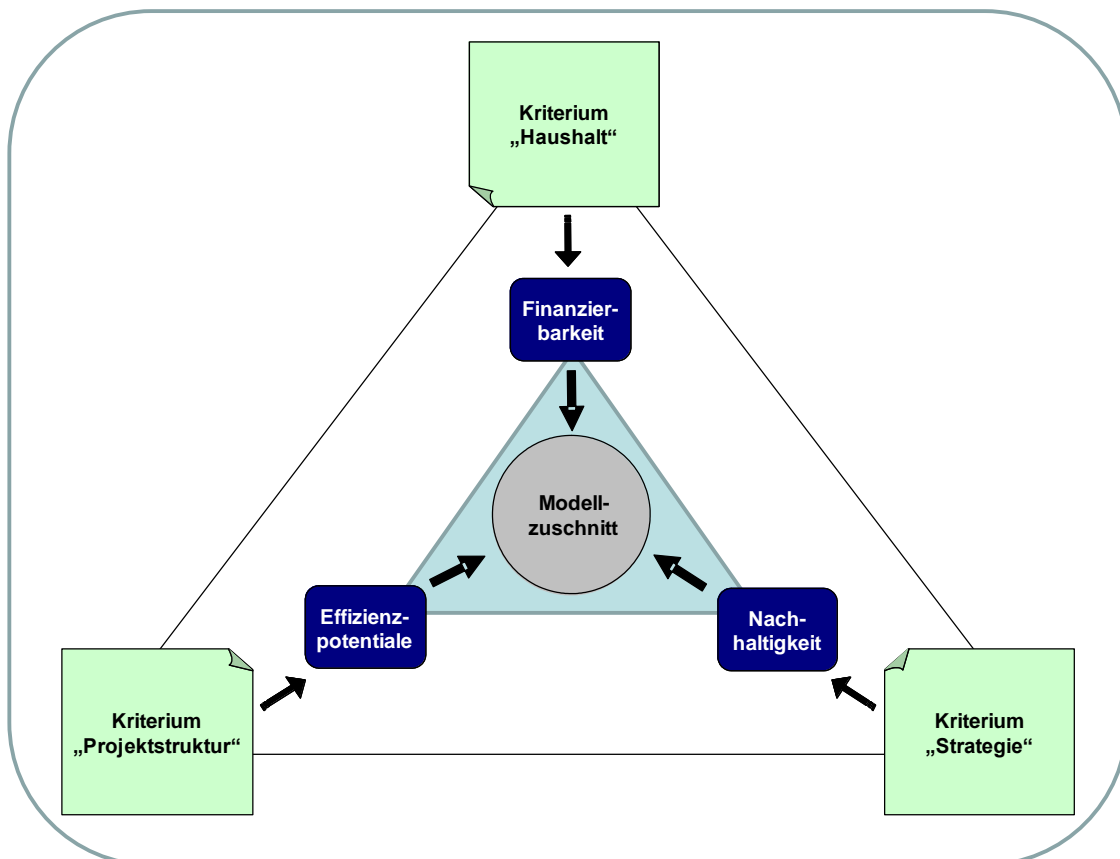 Kriterium
„Haushalt“
Finanzier-
barkeit
Modell-
zuschnitt
Effizienz-
potentiale
Nach-
haltigkeit
Kriterium
„Projektstruktur“
Kriterium
„Strategie“